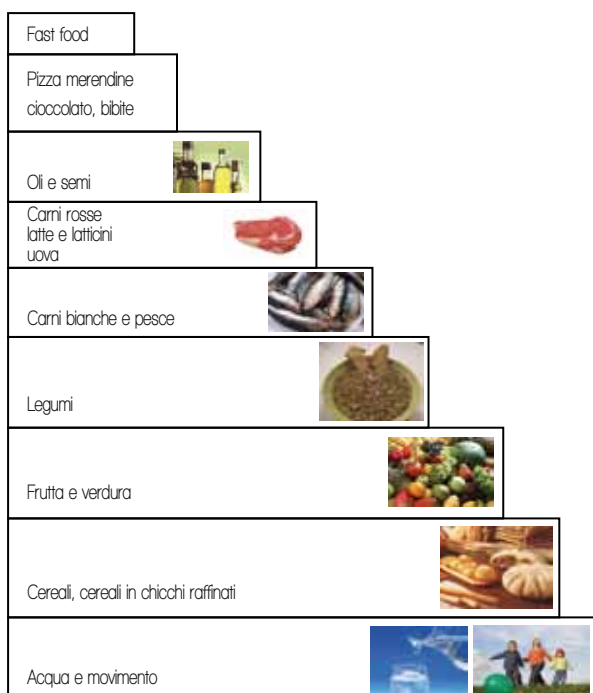 Fast food
Pizza merendine
cioccolato, bibite
Oli e semi
Carni rosse
latte e latticini
uova
Carni bianche e pesce
Legumi
Frutta e verdura
Cereali, cereali in chicchi raffinati
Acqua e movimento